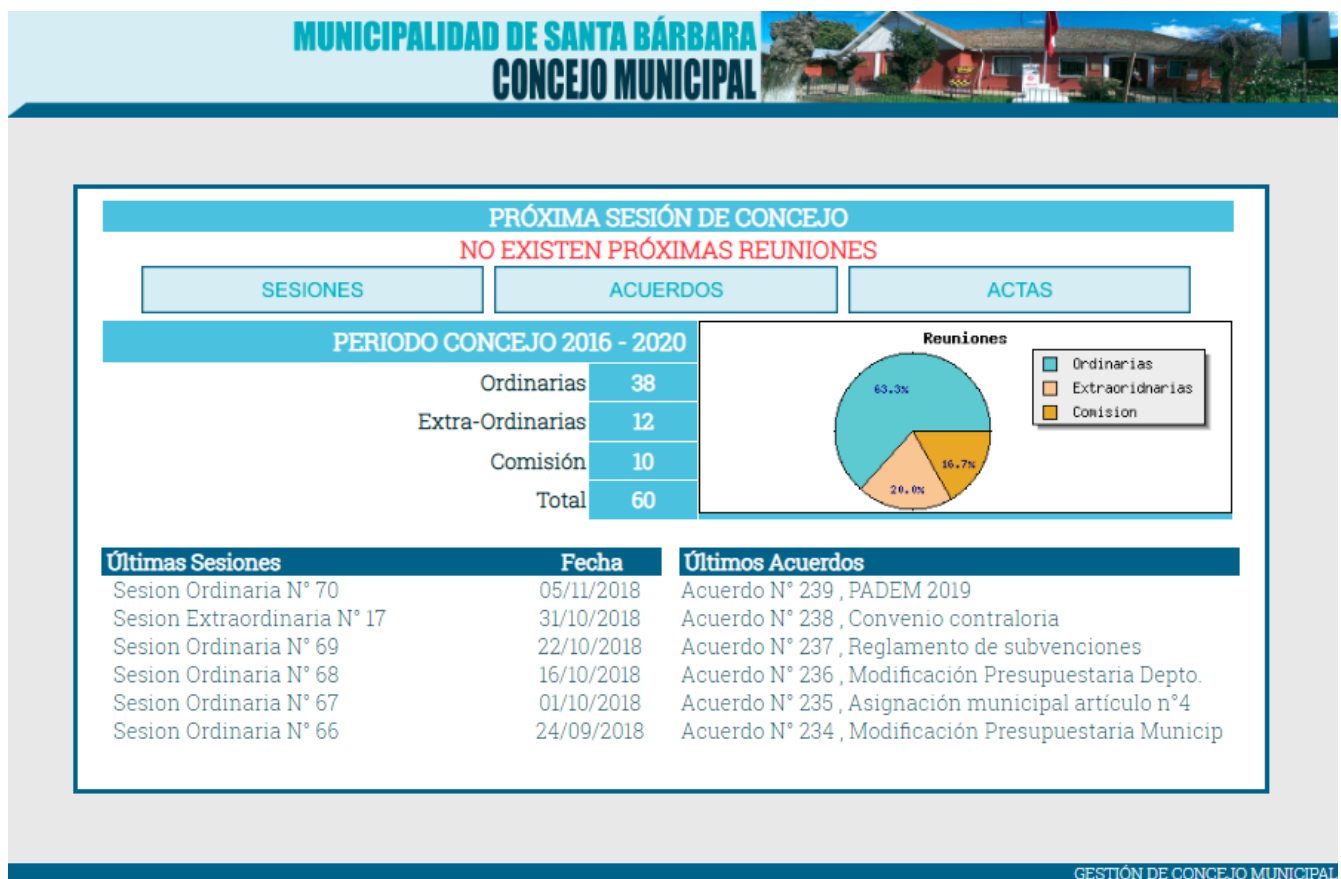 MUNICIPALIDAD DE SANTA BÁRBARA
CONCEJO MUNICIPAL
PRÓXIMA SESIÓN DE CONCEJO
NO EXISTEN PRÓXIMAS REUNIONES
SESIONES
ACUERDOS
ACTAS
PERIODO CONCEJO 2016 - 2020
Ordinarias 38
Extra-Ordinarias 12
Comisión 10
Total 60
Reuniones
63.3%
20.0%
16.7%
Ordinarias
Extraoridnarias
Comision
Últimas Sesiones Fecha
Sesion Ordinaria N° 70 05/11/2018
Sesion Extraordinaria N° 17 31/10/2018
Sesion Ordinaria N° 69 22/10/2018
Sesion Ordinaria N° 68 16/10/2018
Sesion Ordinaria N° 67 01/10/2018
Sesion Ordinaria N° 66 24/09/2018
Últimos Acuerdos
Acuerdo N° 239 , PADEM 2019
Acuerdo N° 238 , Convenio contraloria
Acuerdo N° 237 , Reglamento de subvenciones
Acuerdo N° 236 , Modificación Presupuestaria Depto.
Acuerdo N° 235 , Asignación municipal artículo n°4
Acuerdo N° 234 , Modificación Presupuestaria Municip
GESTIÓN DE CONCEJO MUNICIPAL